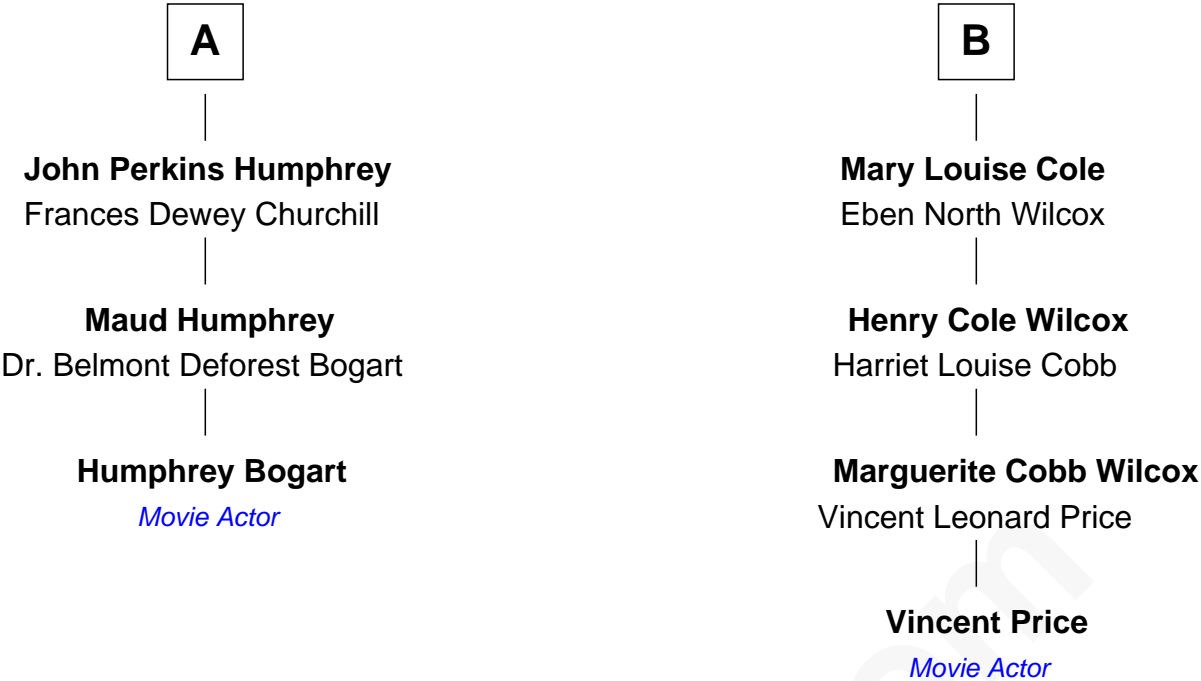 A
John Perkins Humphrey
Frances Dewey Churchill
Maud Humphrey
Dr. Belmont Deforest Bogart
Humphrey Bogart
Movie Actor
B
Mary Louise Cole
Eben North Wilcox
Henry Cole Wilcox
Harriet Louise Cobb
Marguerite Cobb Wilcox
Vincent Leonard Price
Vincent Price
Movie Actor